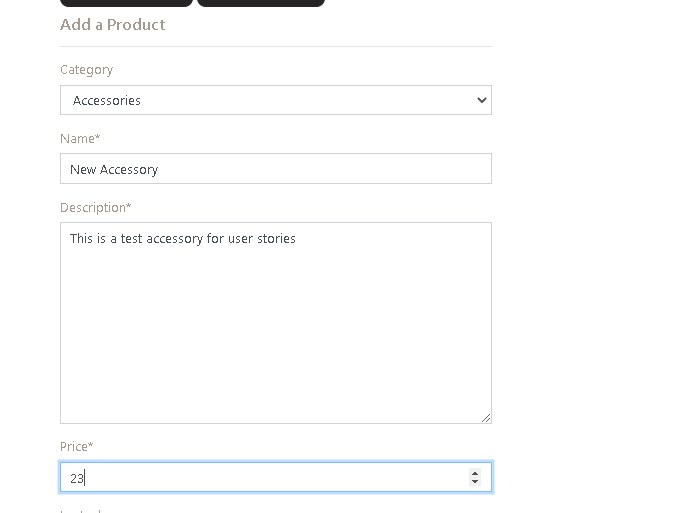 Add a Product
Category
Accessories
Name*
New Accessory
Description*
This is a test accessory for user stories
Price*
23